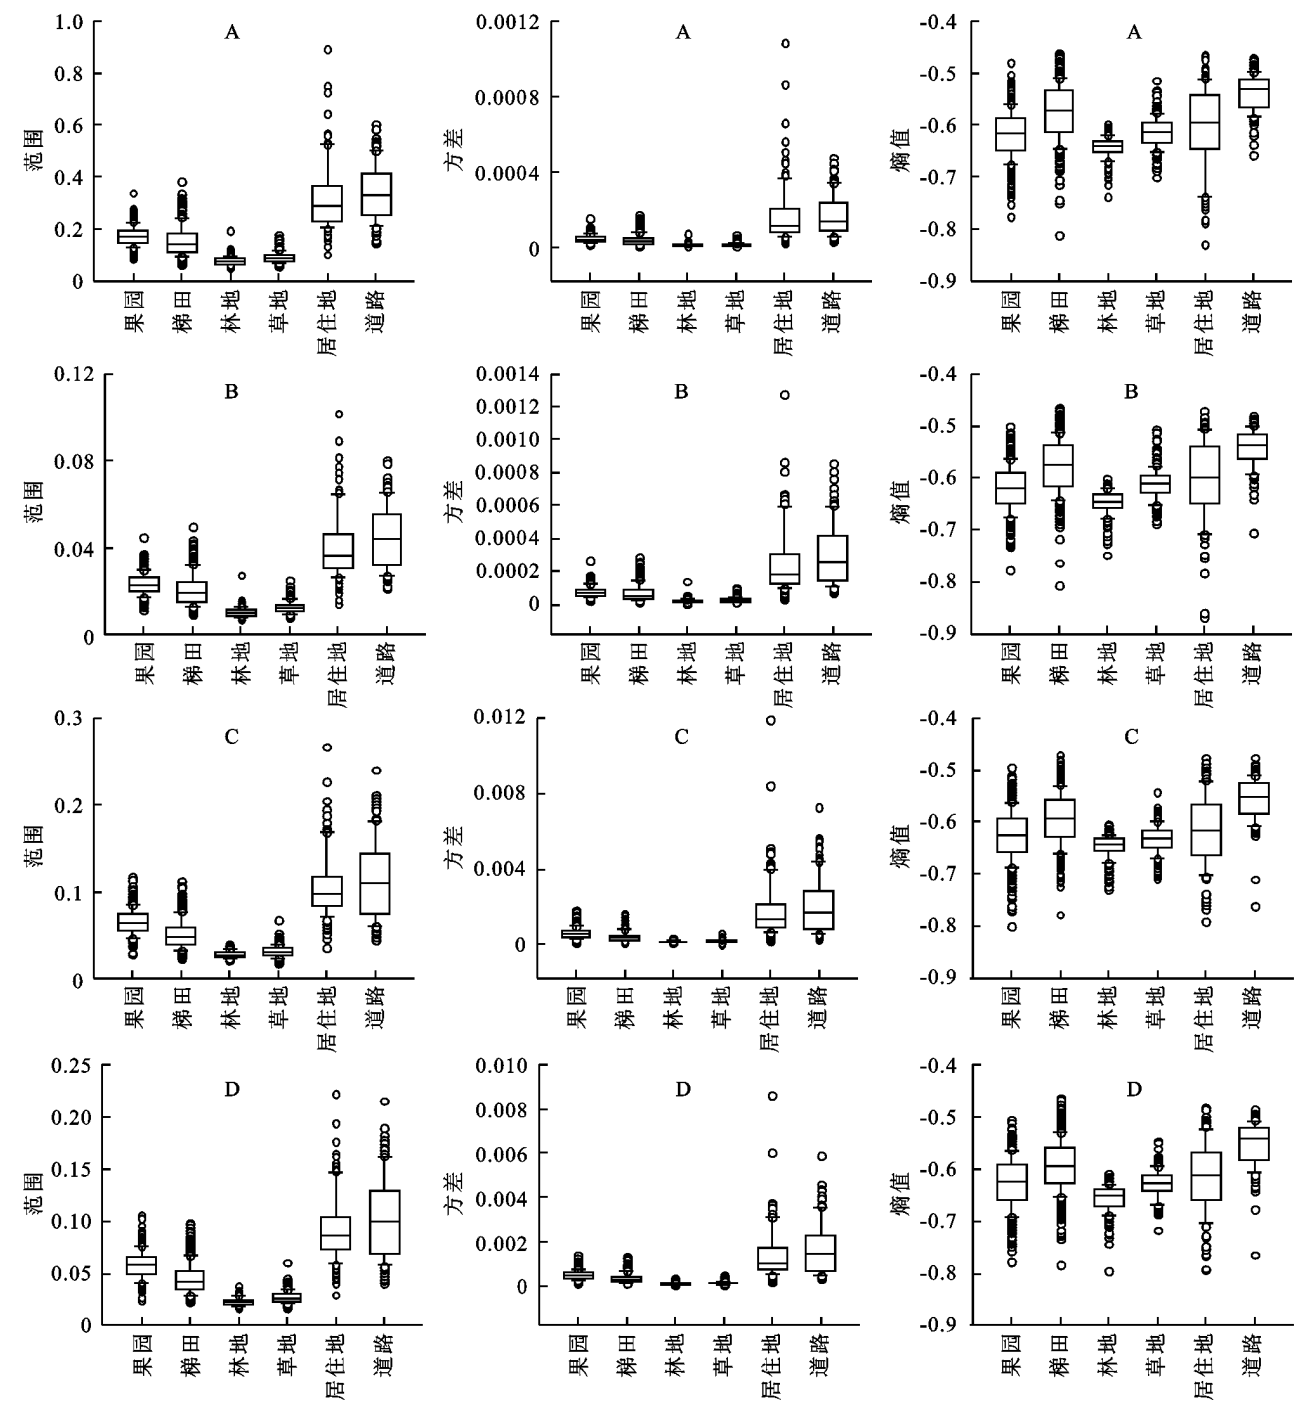 1.0
A
0.8
0.6
0.4
0.2
0
范围
果园
梯田
林地
草地
居住地
道路
0.0012
A
0.0008
0.0004
0
方差
果园
梯田
林地
草地
居住地
道路
-0.4
A
-0.5
-0.6
-0.7
-0.8
-0.9
熵值
果园
梯田
林地
草地
居住地
道路
0.12
B
0.08
0.04
0
范围
果园
梯田
林地
草地
居住地
道路
0.0014
B
0.0012
0.0010
0.0008
0.0006
0.0004
0.0002
0
方差
果园
梯田
林地
草地
居住地
道路
-0.4
B
-0.5
-0.6
-0.7
-0.8
-0.9
熵值
果园
梯田
林地
草地
居住地
道路
0.3
C
0.2
0.1
0
范围
果园
梯田
林地
草地
居住地
道路
0.012
C
0.008
0.004
0
方差
果园
梯田
林地
草地
居住地
道路
-0.4
C
-0.5
-0.6
-0.7
-0.8
-0.9
熵值
果园
梯田
林地
草地
居住地
道路
0.25
D
0.20
0.15
0.10
0.05
0
范围
果园
梯田
林地
草地
居住地
道路
0.010
D
0.008
0.006
0.004
0.002
0
方差
果园
梯田
林地
草地
居住地
道路
-0.4
D
-0.5
-0.6
-0.7
-0.8
-0.9
熵值
果园
梯田
林地
草地
居住地
道路